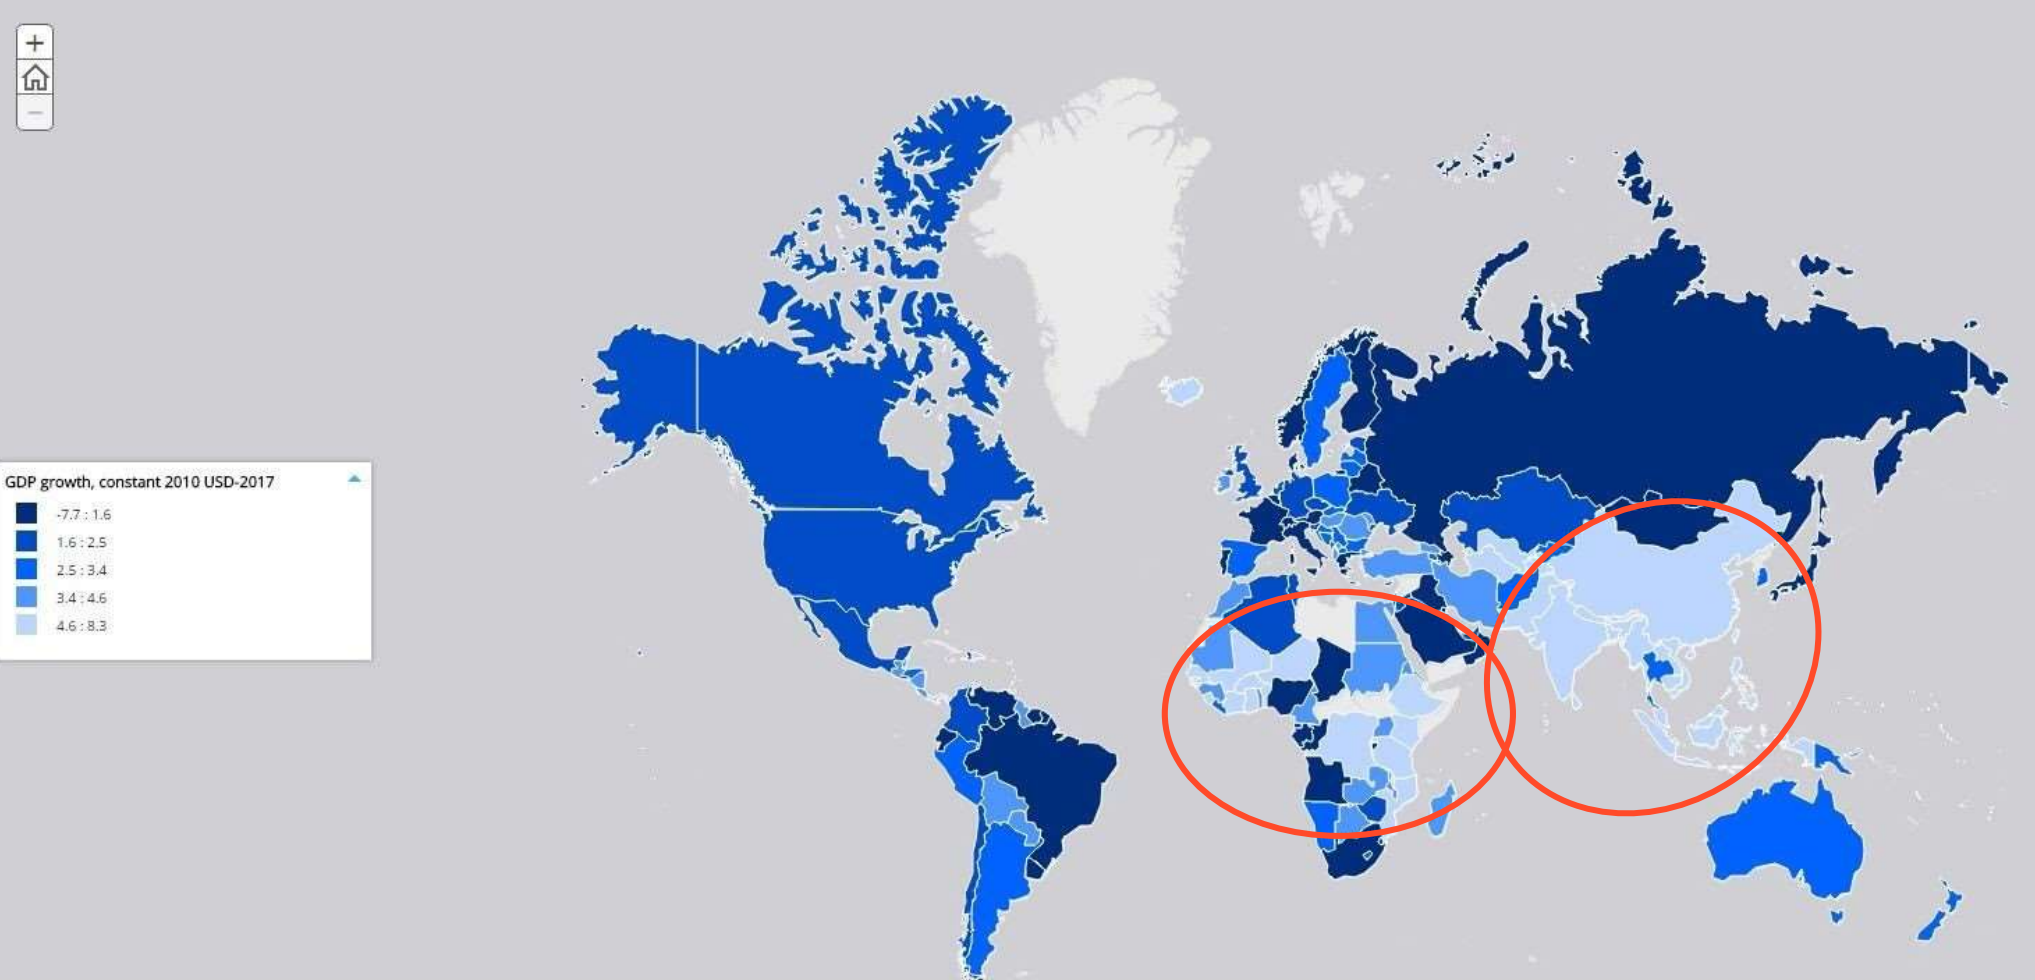 +
−
GDP growth, constant 2010 USD-2017
-7.7 : 1.6
1.6 : 2.5
2.5 : 3.4
3.4 : 4.6
4.6 : 8.3